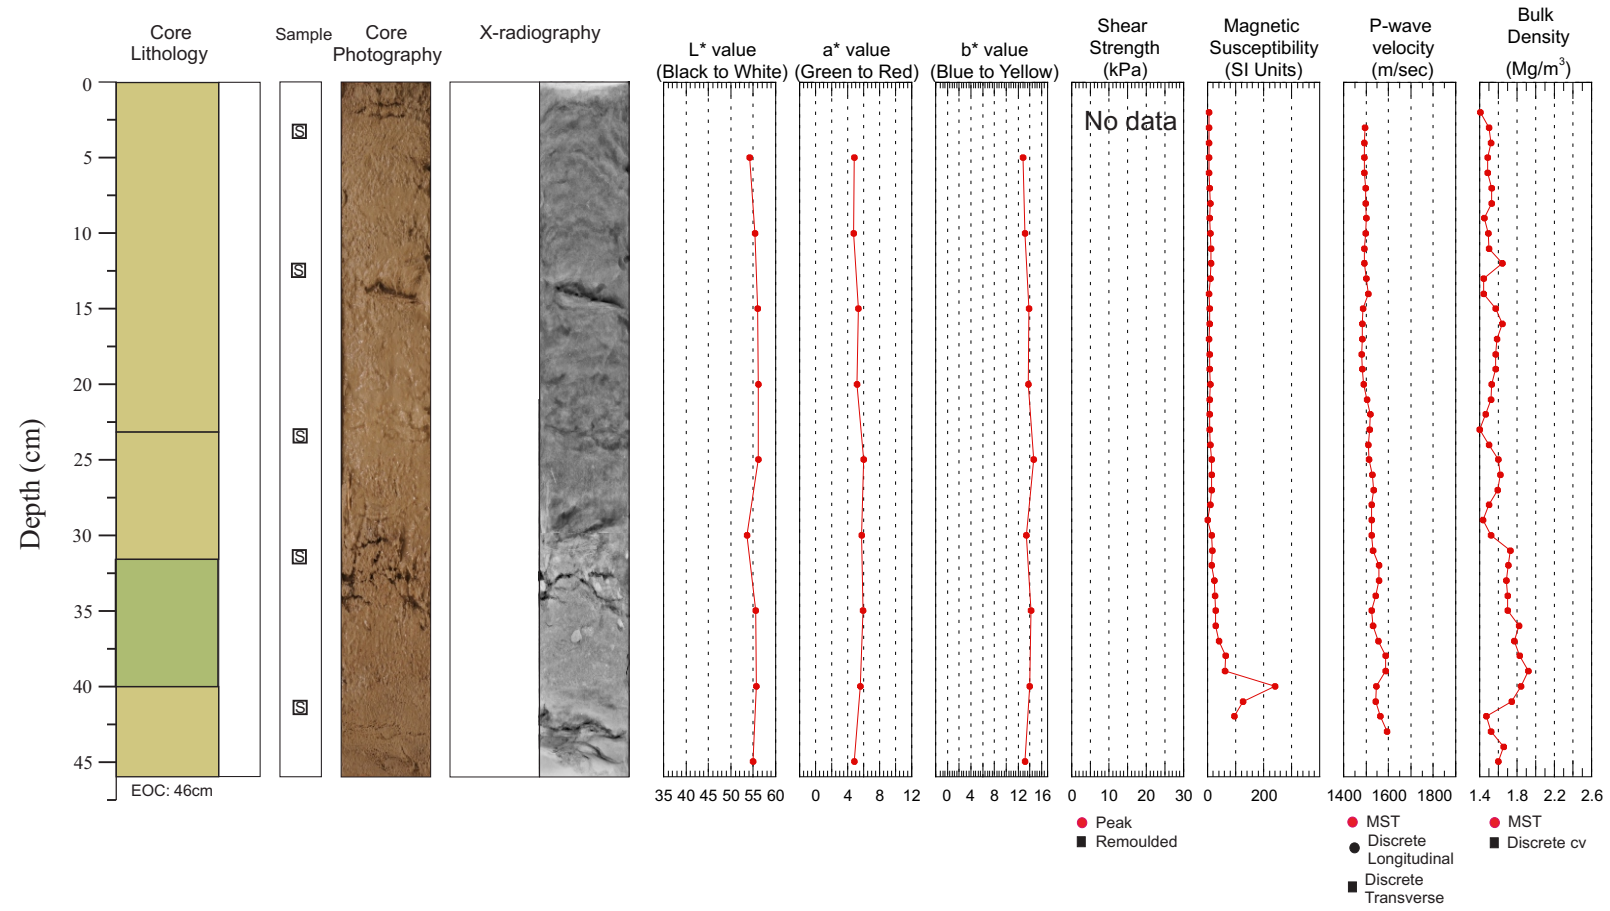 Core
Lithology
Sample
Core
Photography
X-radiography
L* value
(Black to White)
a* value
(Green to Red)
b* value
(Blue to Yellow)
Shear
Strength
(kPa)
Magnetic
Susceptibility
(SI Units)
P-wave
velocity
(m/sec)
Bulk
Density
(Mg/m³)
Depth (cm)
0
5
10
15
20
25
30
35
40
45
S
S
S
S
S
No data
EOC: 46cm
35 40 45 50 55 60
0 4 8 12
0 4 8 12 16
0 10 20 30
0 200
1400 1600 1800
1.4 1.8 2.2 2.6
Peak
Remoulded
MST
Discrete
Longitudinal
Discrete
Transverse
MST
Discrete cv